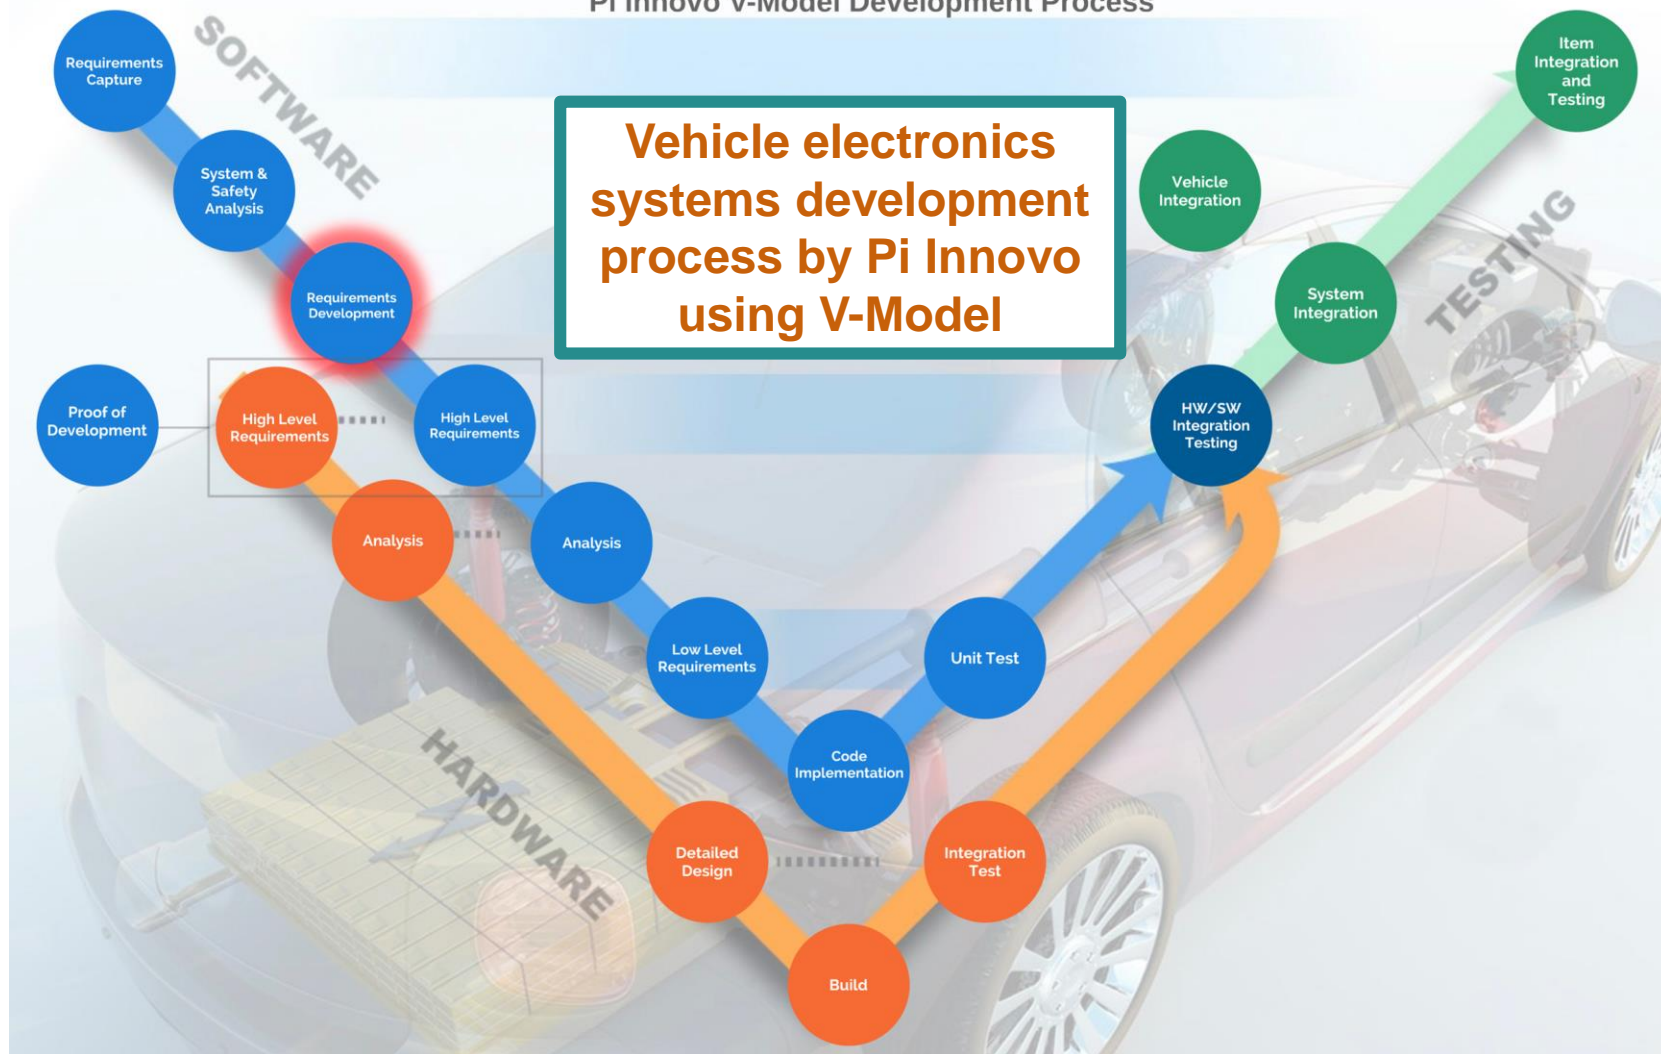 Pi Innovo V-Model Development Process
Requirements
Capture
SOFTWARE
Item
Integration
and
Testing
Vehicle electronics
systems development
process by Pi Innovo
using V-Model
System &
Safety
Analysis
Vehicle
Integration
TESTING
Requirements
Development
System
Integration
Proof of
Development
High Level
Requirements
High Level
Requirements
HW/SW
Integration
Testing
Analysis
Analysis
Low Level
Requirements
Unit Test
Code
Implementation
HARDWARE
Detailed
Design
Integration
Test
Build